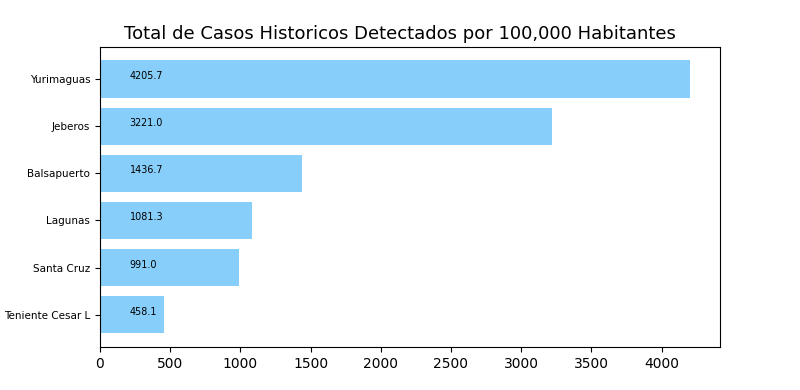 Total de Casos Historicos Detectados por 100,000 Habitantes
Yurimaguas 4205.7
Jeberos 3221.0
Balsapuerto 1436.7
Lagunas 1081.3
Santa Cruz 991.0
Teniente Cesar L 458.1
0 500 1000 1500 2000 2500 3000 3500 4000